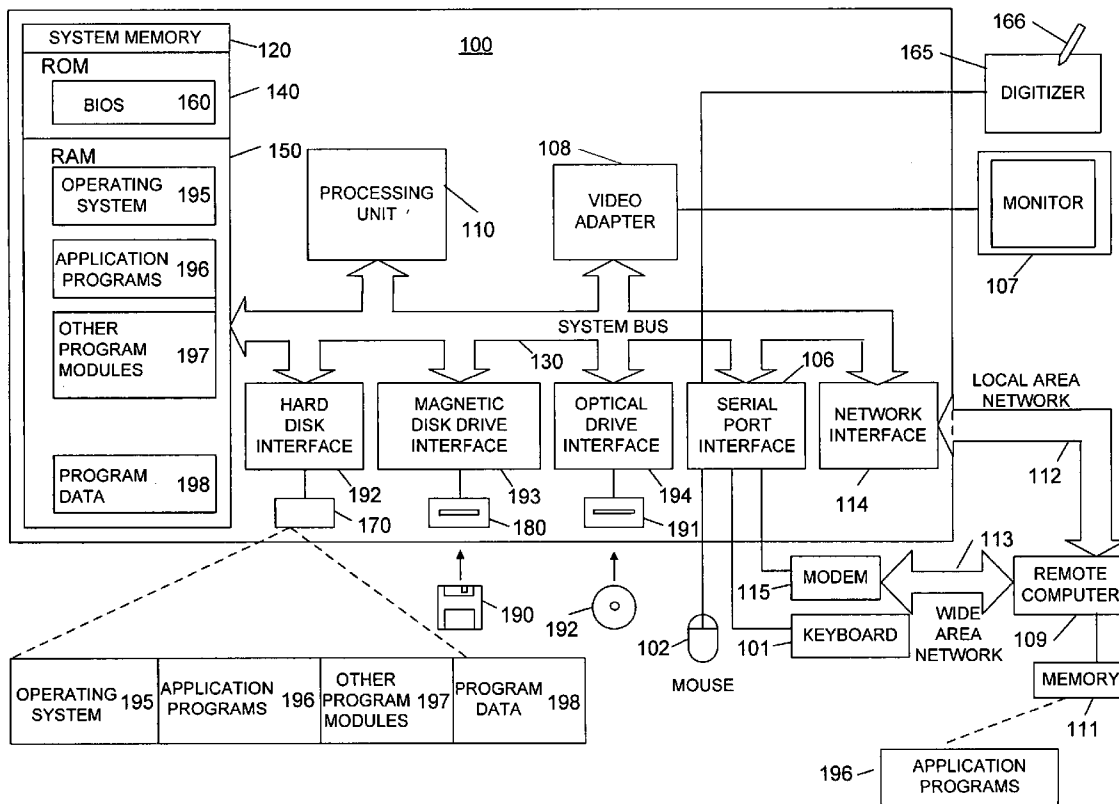 SYSTEM MEMORY
120
ROM
BIOS 160
140
RAM
150
OPERATING
SYSTEM
195
APPLICATION
PROGRAMS
196
OTHER
PROGRAM
MODULES
197
PROGRAM
DATA
198
100
PROCESSING
UNIT
110
108
VIDEO
ADAPTER
166
165
DIGITIZER
MONITOR
107
SYSTEM BUS
130
106
HARD
DISK
INTERFACE
192
MAGNETIC
DISK DRIVE
INTERFACE
193
OPTICAL
DRIVE
INTERFACE
194
SERIAL
PORT
INTERFACE
NETWORK
INTERFACE
114
LOCAL AREA
NETWORK
112
170
180
191
190
192
113
MODEM
115
REMOTE
COMPUTER
109
WIDE
AREA
NETWORK
KEYBOARD
101
102
MOUSE
MEMORY
111
OPERATING
SYSTEM
195
APPLICATION
PROGRAMS
196
OTHER
PROGRAM
MODULES
197
PROGRAM
DATA
198
196
APPLICATION
PROGRAMS